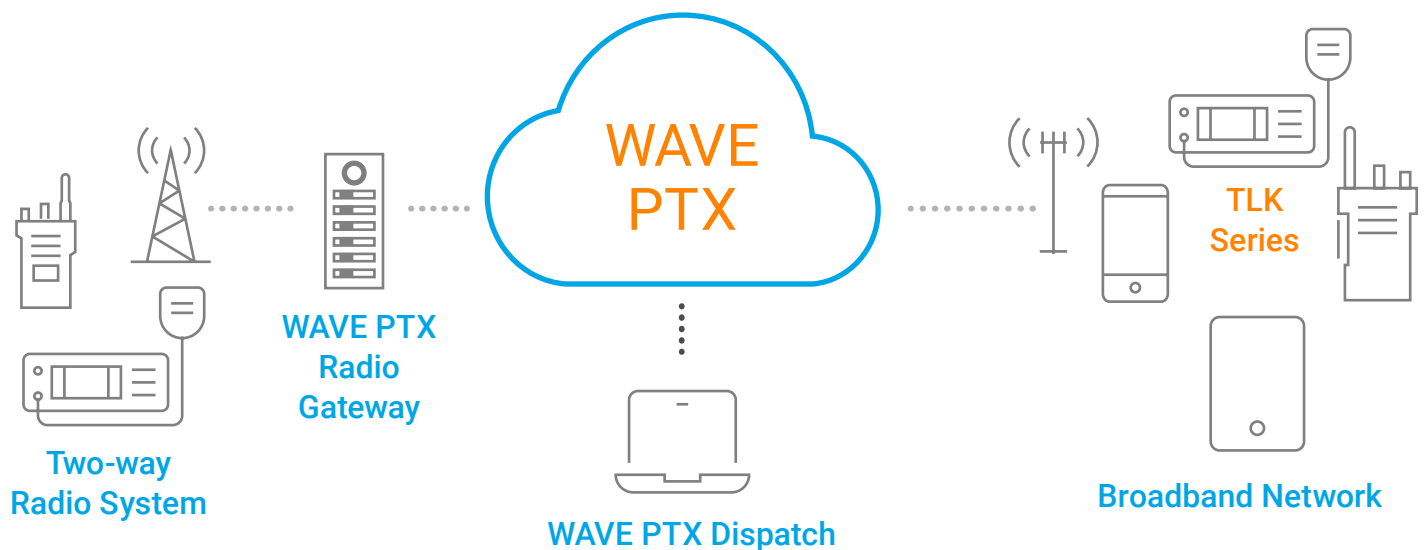 WAVE
PTX
TLK
Series
WAVE PTX
Radio
Gateway
Two-way
Radio System
WAVE PTX Dispatch
Broadband Network